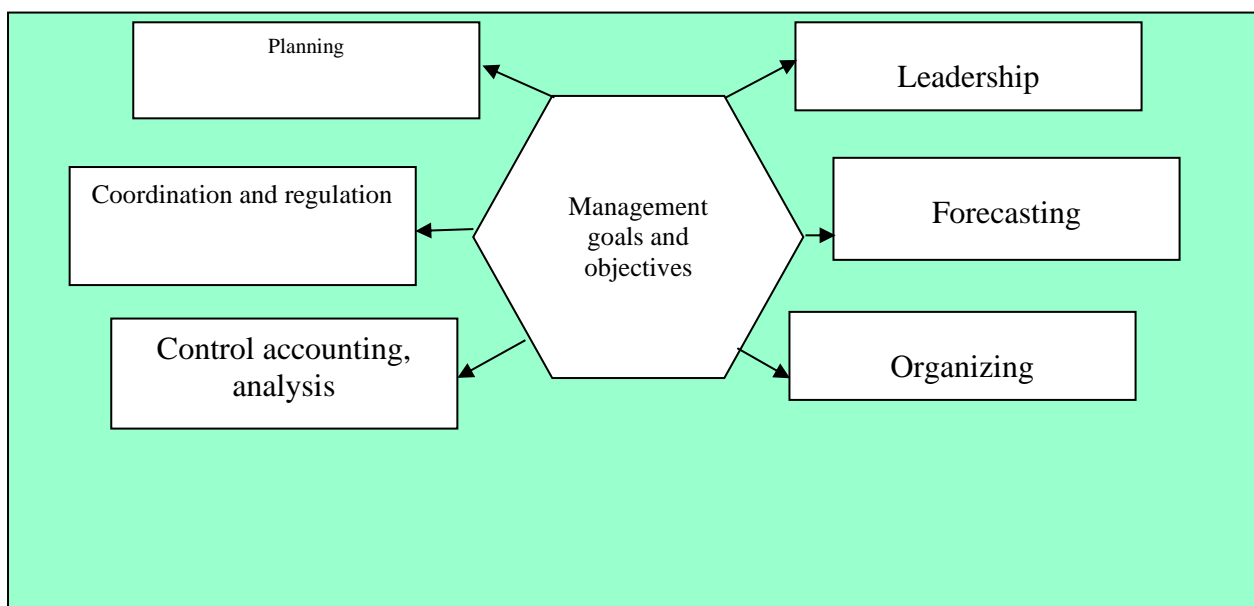 Planning
Leadership
Coordination and regulation
Management
goals and
objectives
Forecasting
Control accounting,
analysis
Organizing